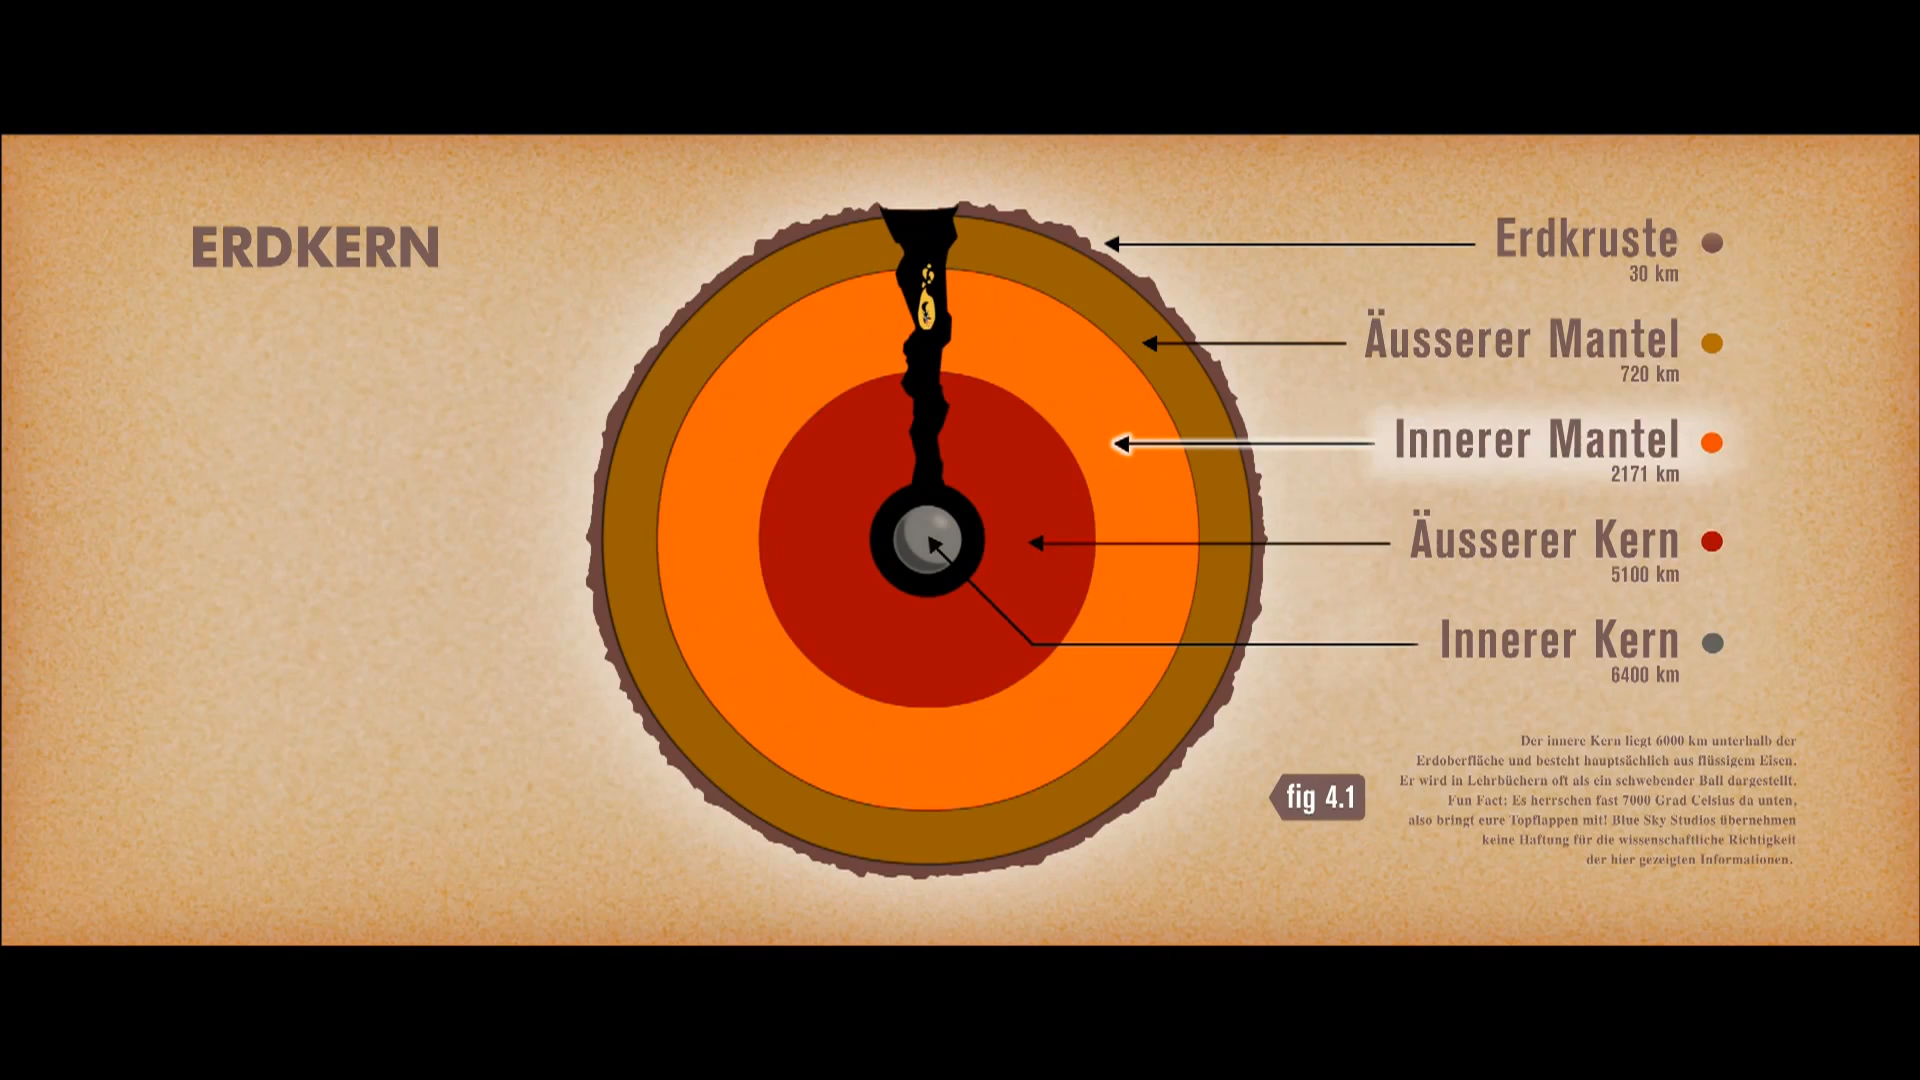 ERDKERN
Erdkruste
30 km
Äusserer Mantel
720 km
Innerer Mantel
2171 km
Äusserer Kern
5100 km
Innerer Kern
6400 km
fig 4.1
Der innere Kern liegt 6000 km unterhalb der
Erdoberfläche und besteht hauptsächlich aus flüssigem Eisen.
Er wird in Lehrbüchern oft als ein schwebender Ball dargestellt.
Fun Fact: Es herrschen fast 7000 Grad Celsius da unten,
also bringt eure Topflappen mit! Blue Sky Studios übernehmen
keine Haftung für die wissenschaftliche Richtigkeit
der hier gezeigten Informationen.